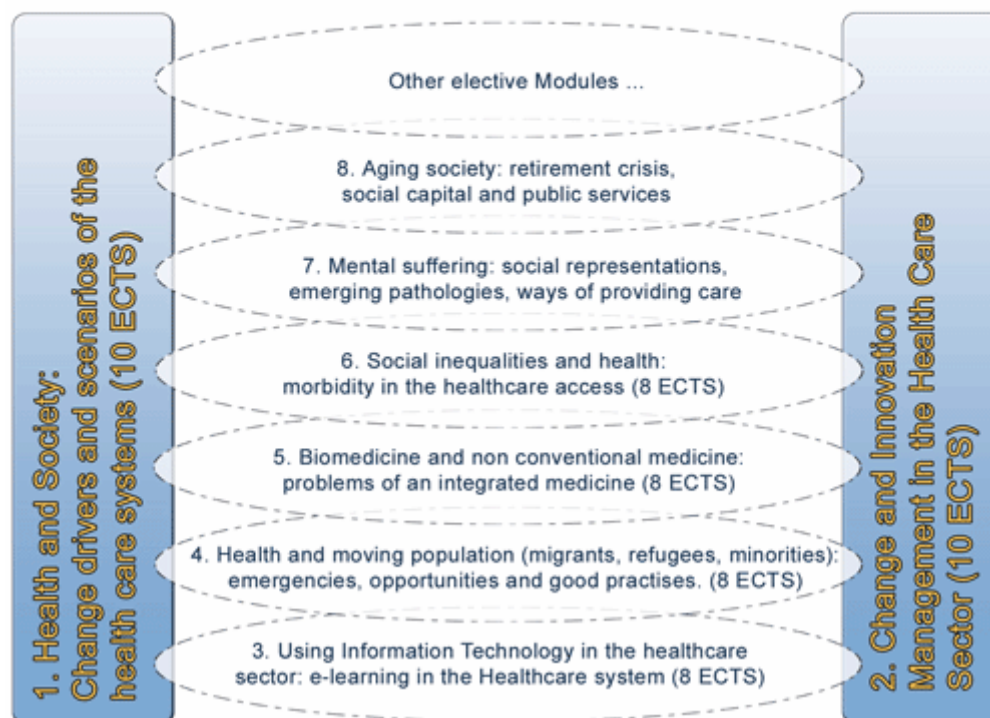 1. Health and Society:
Change drivers and scenarios of the
health care systems (10 ECTS)
Other elective Modules ...
8. Aging society: retirement crisis,
social capital and public services
7. Mental suffering: social representations,
emerging pathologies, ways of providing care
6. Social inequalities and health:
morbidity in the healthcare access (8 ECTS)
5. Biomedicine and non conventional medicine:
problems of an integrated medicine (8 ECTS)
4. Health and moving population (migrants, refugees, minorities):
emergencies, opportunities and good practises. (8 ECTS)
3. Using Information Technology in the healthcare
sector: e-learning in the Healthcare system (8 ECTS)
2. Change and Innovation
Management in the Health Care
Sector (10 ECTS)